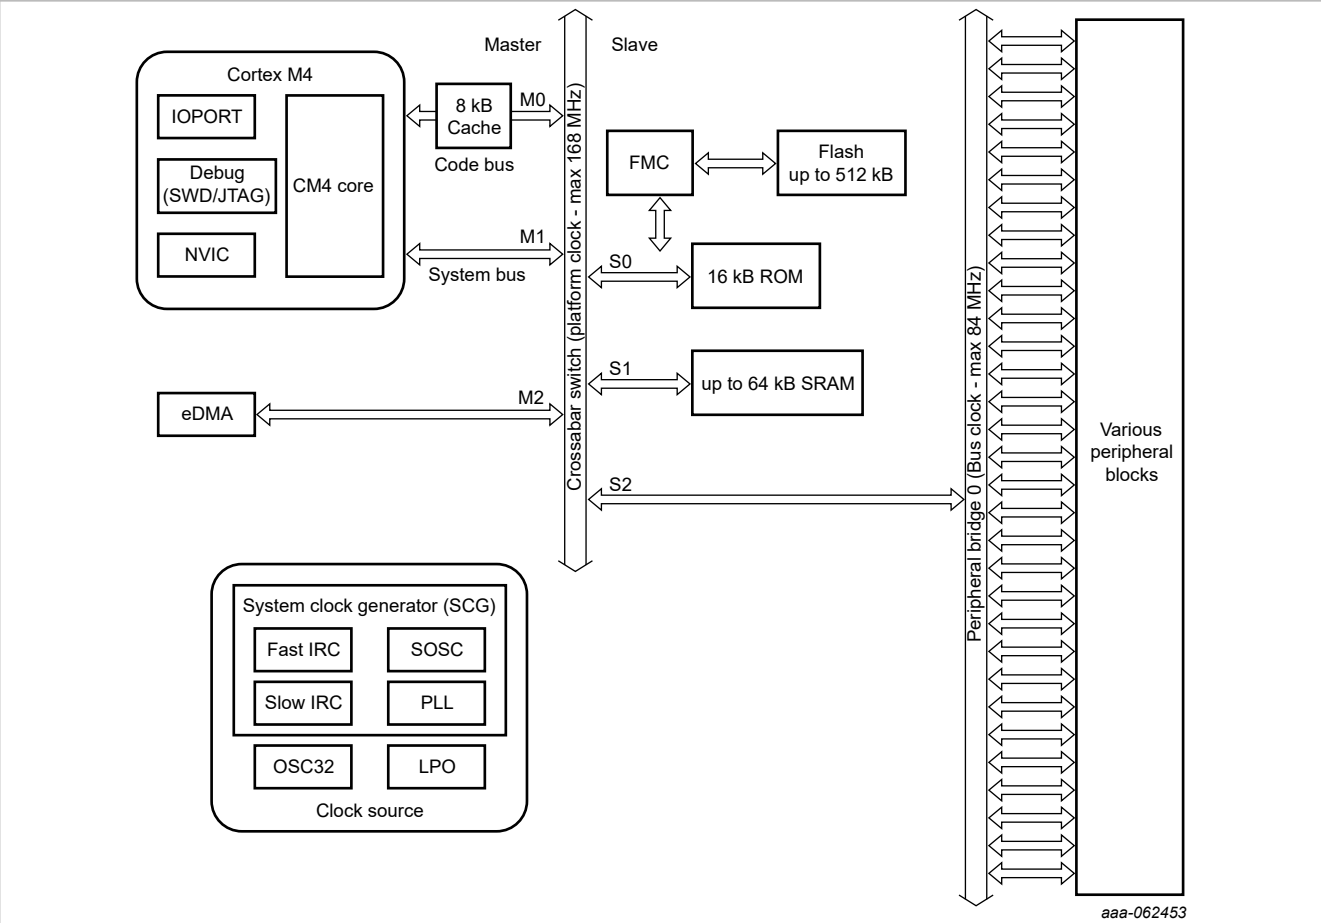 Master
Slave
Cortex M4
IOPORT
Debug
(SWD/JTAG)
NVIC
CM4 core
8 kB
Cache
M0
Code bus
M1
System bus
eDMA
M2
Crossabar switch (platform clock - max 168 MHz)
FMC
Flash
up to 512 kB
S0
16 kB ROM
S1
up to 64 kB SRAM
S2
Peripheral bridge 0 (Bus clock - max 84 MHz)
Various
peripheral
blocks
System clock generator (SCG)
Fast IRC
SOSC
Slow IRC
PLL
OSC32
LPO
Clock source
aaa-062453